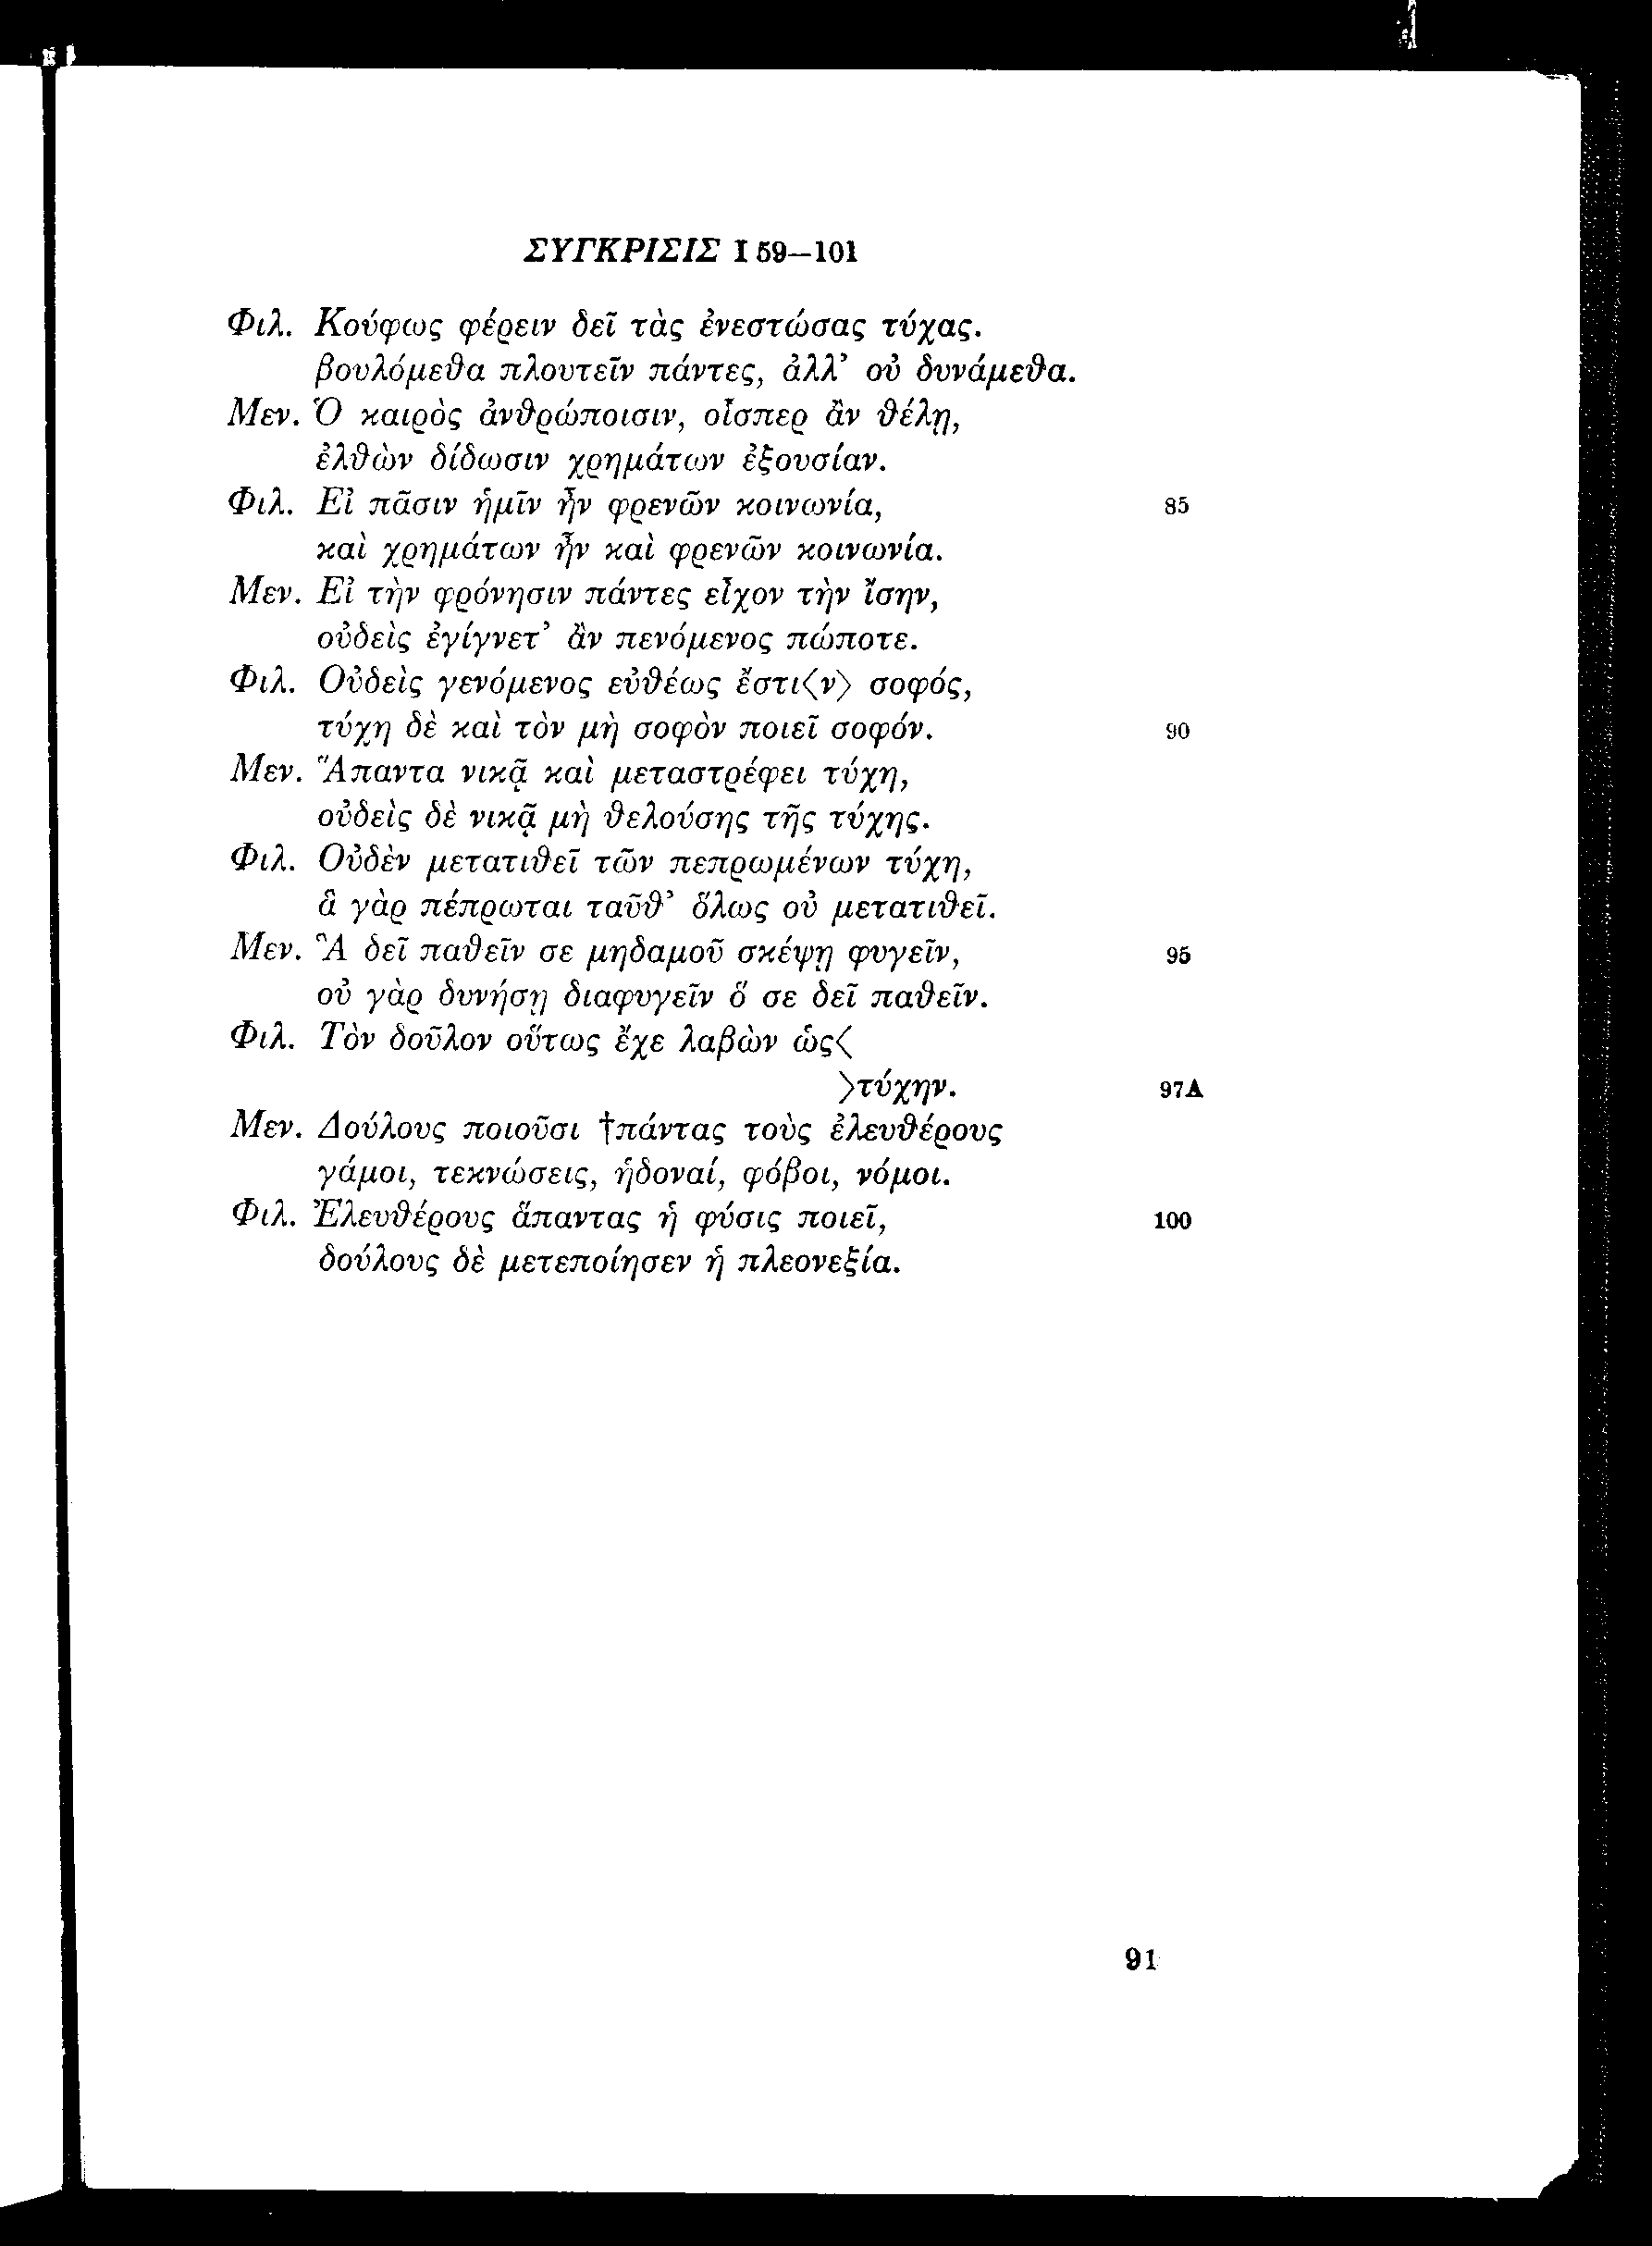 ΣΥΓΚΡΙΣΙΣ I 59–101
Φιλ. Κούφως φέρειν δεῖ τὰς ἐνεστώσας τύχας.
βουλόμεϑα πλουτεῖν πάντες, ἀλλ’ οὐ δυνάμεϑα.
Μεν. Ὁ καιρὸς ἀνϑρώποισιν, οἷσπερ ἂν ϑέλῃ,
ἐλϑὼν δίδωσιν χρημάτων ἐξουσίαν.
Φιλ. Εἰ πᾶσιν ἡμῖν ἦν φρενῶν κοινωνία, 85
καὶ χρημάτων ἦν καὶ φρενῶν κοινωνία.
Μεν. Εἰ τὴν φρόνησιν πάντες εἶχον τὴν ἴσην,
οὐδεὶς ἐγίγνετ’ ἂν πενόμενος πώποτε.
Φιλ. Οὐδεὶς γενόμενος εὐϑέως ἔστι⟨ν⟩ σοφός,
τύχη δὲ καὶ τὸν μὴ σοφὸν ποιεῖ σοφόν. 90
Μεν. Ἅπαντα νικᾷ καὶ μεταστρέφει τύχη,
οὐδεὶς δὲ νικᾷ μὴ ϑελούσης τῆς τύχης.
Φιλ. Οὐδὲν μετατιϑεῖ τῶν πεπρωμένων τύχη,
ἃ γὰρ πέπρωται ταῦϑ’ ὅλως οὐ μετατιϑεῖ.
Μεν. Ἃ δεῖ παϑεῖν σε μηδαμοῦ σκέψῃ φυγεῖν, 95
οὐ γὰρ δυνήσῃ διαφυγεῖν ὅ σε δεῖ παϑεῖν.
Φιλ. Τὸν δοῦλον οὕτως ἔχε λαβὼν ὡς⟨
⟩τύχην. 97A
Μεν. Δούλους ποιοῦσι †πάντας τοὺς ἐλευϑέρους
γάμοι, τεκνώσεις, ἡδοναί, φόβοι, νόμοι.
Φιλ. Ἐλευϑέρους ἅπαντας ἡ φύσις ποιεῖ, 100
δούλους δὲ μετεποίησεν ἡ πλεονεξία.
91